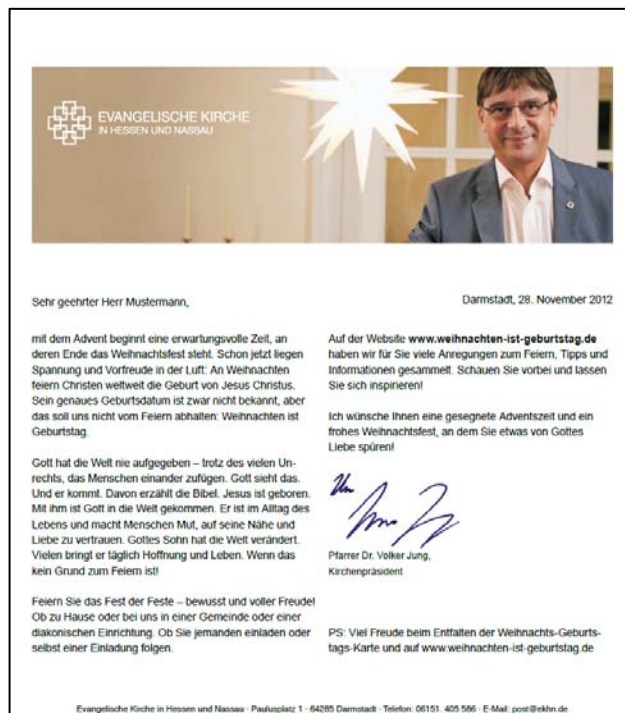 EVANGELISCHE KIRCHE
IN HESSEN UND NASSAU
Sehr geehrter Herr Mustermann,
Darmstadt, 28. November 2012
mit dem Advent beginnt eine erwartungsvolle Zeit, an
deren Ende das Weihnachtsfest steht. Schon jetzt liegen
Spannung und Vorfreude in der Luft: An Weihnachten
feiern Christen weltweit die Geburt von Jesus Christus.
Sein genaues Geburtsdatum ist zwar nicht bekannt, aber
das soll uns nicht vom Feiern abhalten: Weihnachten ist
Geburtstag.
Gott hat die Welt nie aufgegeben – trotz des vielen Un-
rechts, das Menschen einander zufügen. Gott sieht das.
Und er kommt. Davon erzählt die Bibel. Jesus ist geboren.
Mit ihm ist Gott in die Welt gekommen. Er ist im Alltag des
Lebens und macht Menschen Mut, auf seine Nähe und
Liebe zu vertrauen. Gottes Sohn hat die Welt verändert.
Vielen bringt er täglich Hoffnung und Leben. Wenn das
kein Grund zum Feiern ist!
Feiern Sie das Fest der Feste – bewusst und voller Freude!
Ob zu Hause oder bei uns in einer Gemeinde oder einer
diakonischen Einrichtung. Ob Sie jemanden einladen oder
selbst einer Einladung folgen.
Auf der Website www.weihnachten-ist-geburtstag.de
haben wir für Sie viele Anregungen zum Feiern, Tipps und
Informationen gesammelt. Schauen Sie vorbei und lassen
Sie sich inspirieren!
Ich wünsche Ihnen eine gesegnete Adventszeit und ein
frohes Weihnachtsfest, an dem Sie etwas von Gottes
Liebe spüren!
Pfarrer Dr. Volker Jung,
Kirchenpräsident
PS: Viel Freude beim Entfalten der Weihnachts-Geburts-
tags-Karte und auf www.weihnachten-ist-geburtstag.de
Evangelische Kirche in Hessen und Nassau · Paulusplatz 1 · 64285 Darmstadt · Telefon: 06151. 405 586 · E-Mail: post@ekhn.de